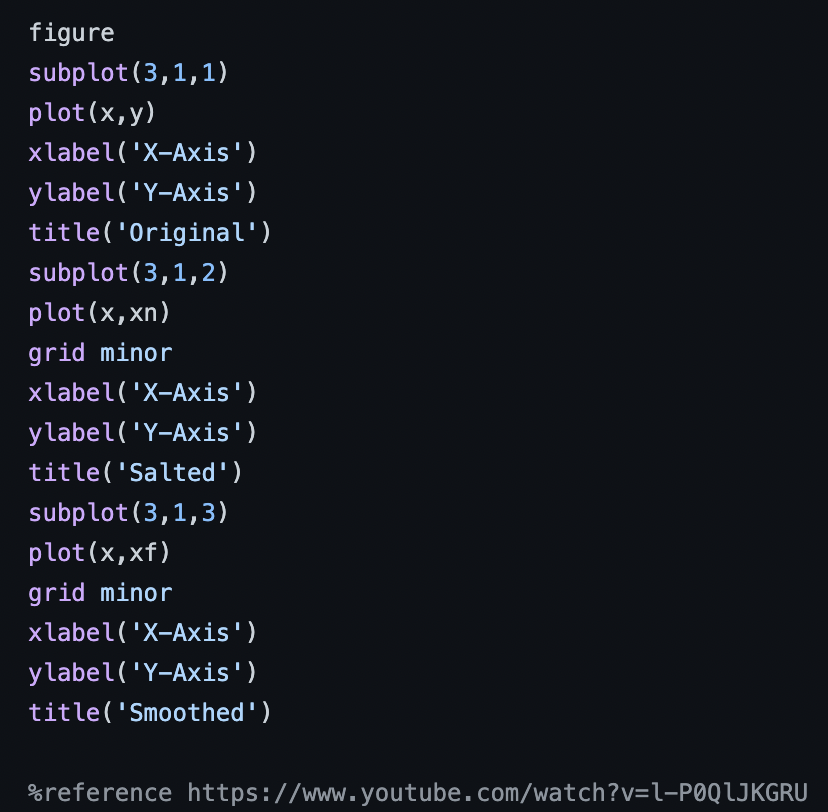 figure
subplot(3,1,1)
plot(x,y)
xlabel('X-Axis')
ylabel('Y-Axis')
title('Original')
subplot(3,1,2)
plot(x,xn)
grid minor
xlabel('X-Axis')
ylabel('Y-Axis')
title('Salted')
subplot(3,1,3)
plot(x,xf)
grid minor
xlabel('X-Axis')
ylabel('Y-Axis')
title('Smoothed')
%reference https://www.youtube.com/watch?v=l-P0QlJKGRU